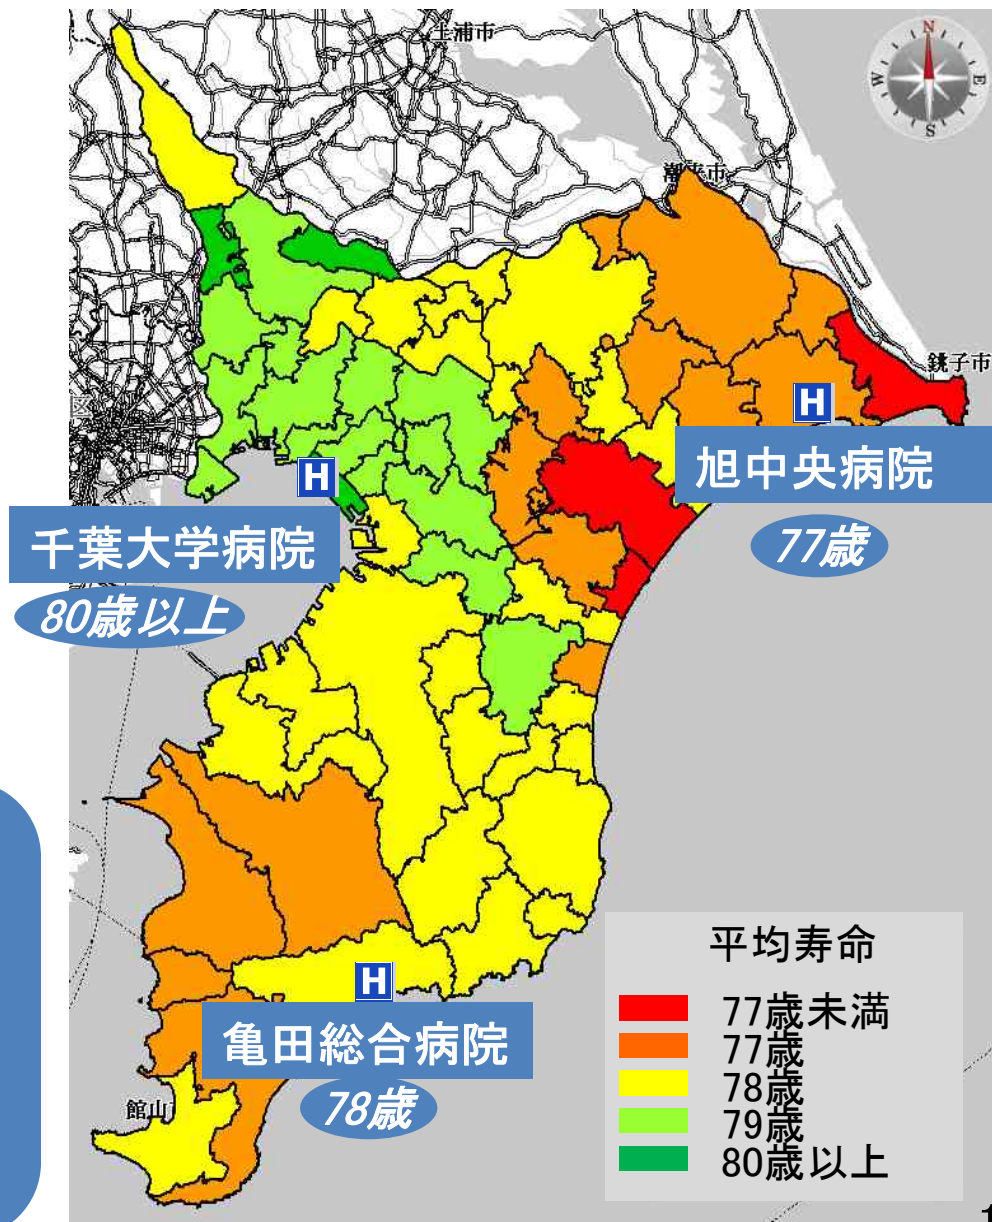 土浦市
N
W
E
S
潮来市
銚子市
H
旭中央病院
77歳
区
H
千葉大学病院
80歳以上
H
亀田総合病院
78歳
館山
平均寿命
77歳未満
77歳
78歳
79歳
80歳以上